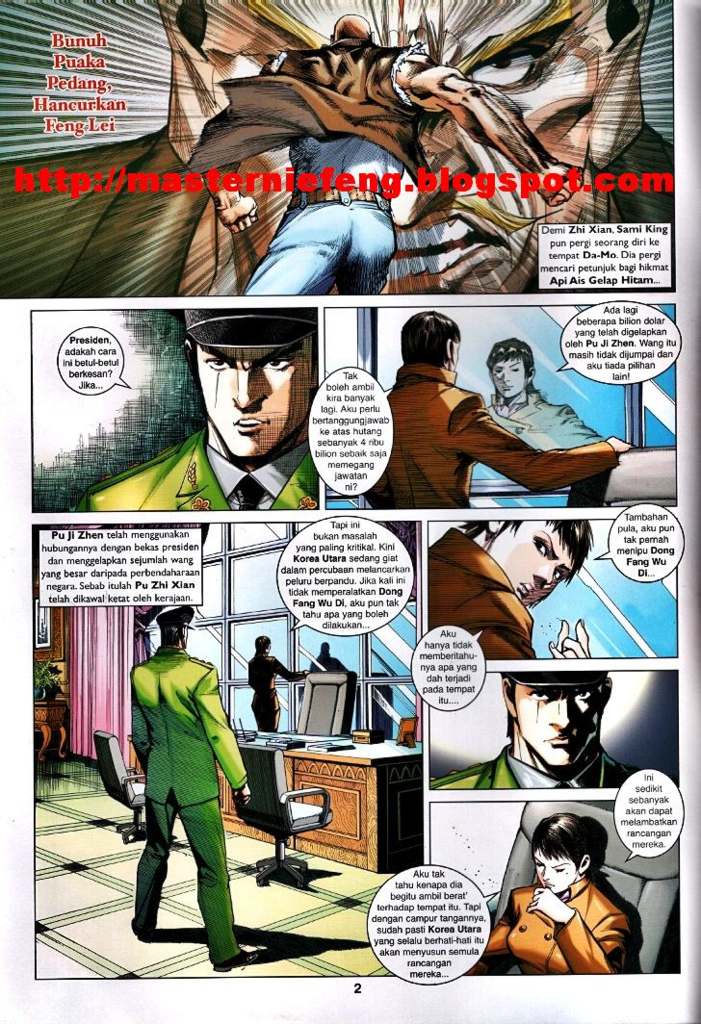 Bunuh
Puaka
Pedang,
Hancurkan
Feng Lei
http://masterniefeng.blogspot.com
Demi Zhi Xian, Sami King
pun pergi seorang diri ke
tempat Da-Mo. Dia pergi
mencari petunjuk bagi hikmat
Api Ais Gelap Hitam...
Presiden,
adakah cara
ini betul-betul
berkesan?
Jika...
Tak
boleh ambil
kira banyak
lagi. Aku perlu
bertanggungjawab
ke atas hutang
sebanyak 4 ribu
bilion sebaik saja
memegang
jawatan
ni?
Ada lagi
beberapa bilion dolar
yang telah digelapkan
oleh Pu Ji Zhen. Wang itu
masih tidak dijumpai dan
aku tiada pilihan
lain!
Pu Ji Zhen telah menggunakan
hubungannya dengan bekas presiden
dan menggelapkan sejumlah wang
yang besar daripada perbendaharaan
negara. Sebab itulah Pu Zhi Xian
telah dikawal ketat oleh kerajaan.
Tapi ini
bukan masalah
yang paling kritikal. Kini
Korea Utara sedang giat
dalam percubaan melancarkan
peluru berpandu. Jika kali ini
tidak memperalatkan Dong
Fang Wu Di, aku pun tak
tahu apa yang boleh
dilakukan...
Tambahan
pula, aku pun
tak pernah
menipu Dong
Fang Wu
Di...
Aku
hanya tidak
memberitahu-
nya apa yang
dah terjadi
pada tempat
itu....
Ini
sedikit
sebanyak
akan dapat
melambatkan
rancangan
mereka.
Aku tak
tahu kenapa dia
begitu ambil berat'
terhadap tempat itu. Tapi
dengan campur tangannya,
sudah pasti Korea Utara
yang selalu berhati-hati itu
akan menyusun semula
rancangan
mereka...
2